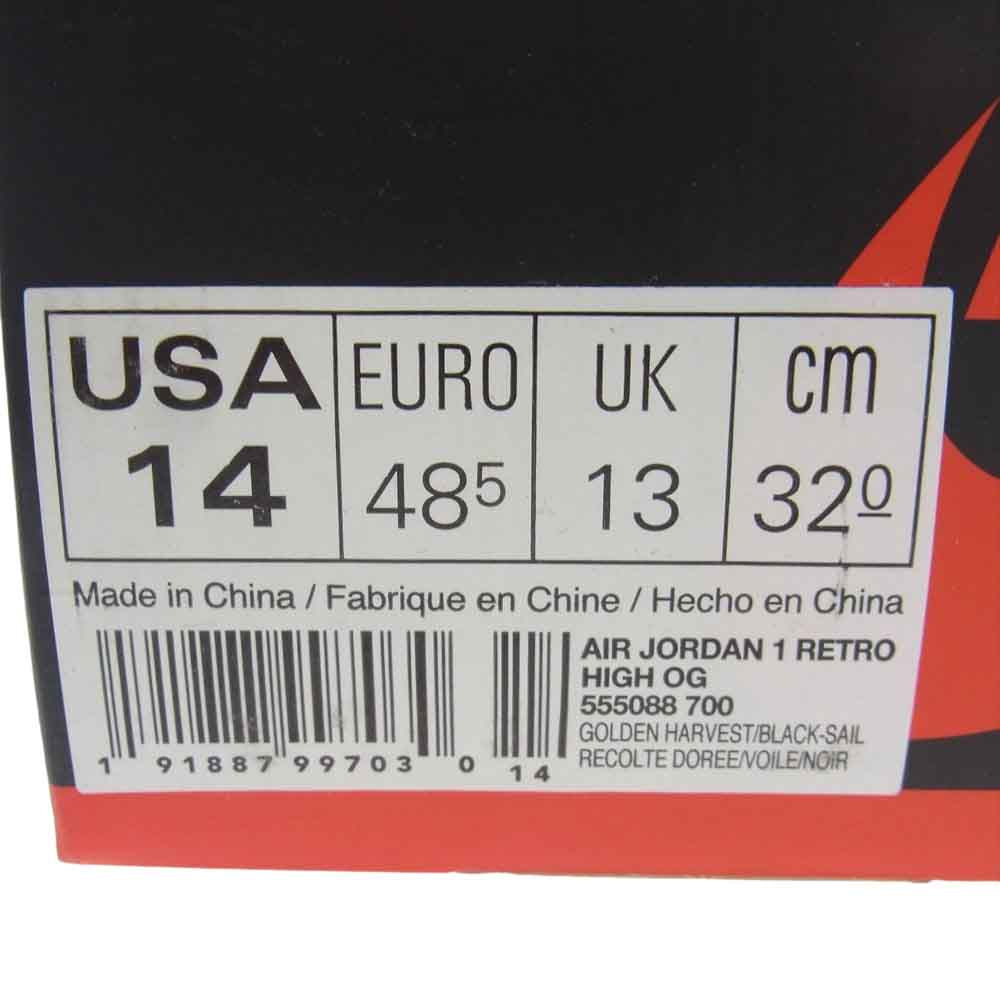 USA EURO UK cm
14 48⁵ 13 32⁰
Made in China / Fabrique en Chine / Hecho en China
AIR JORDAN 1 RETRO
HIGH OG
555088 700
GOLDEN HARVEST/BLACK-SAIL
RECOLTE DOREE/VOILE/NOIR
1 91887 99703 0 14